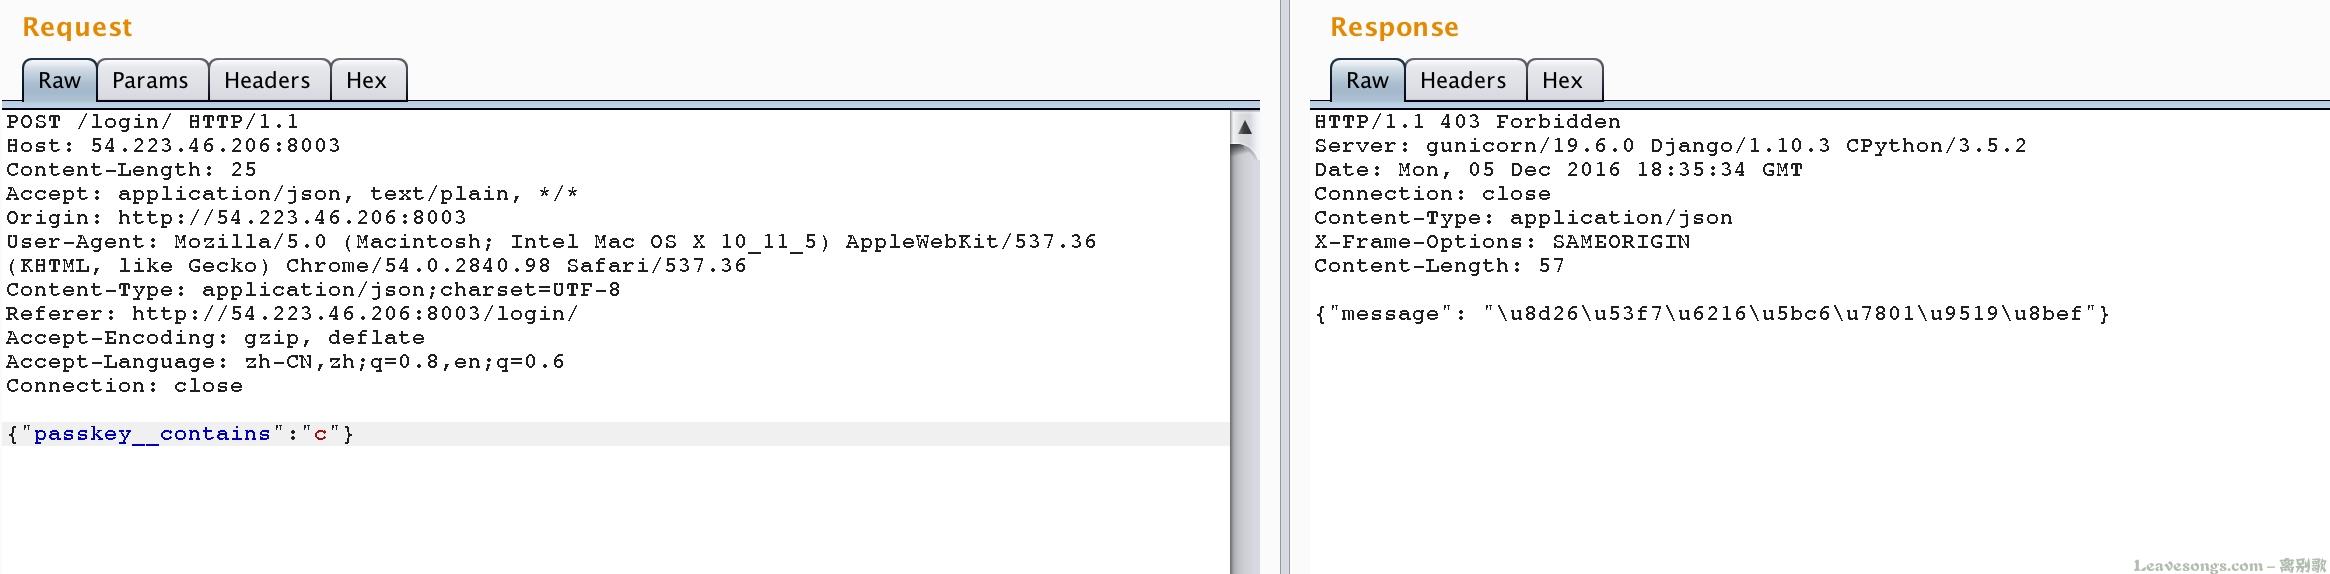 Request
Raw Params Headers Hex
POST /login/ HTTP/1.1
Host: 54.223.46.206:8003
Content-Length: 25
Accept: application/json, text/plain, */*
Origin: http://54.223.46.206:8003
User-Agent: Mozilla/5.0 (Macintosh; Intel Mac OS X 10_11_5) AppleWebKit/537.36
(KHTML, like Gecko) Chrome/54.0.2840.98 Safari/537.36
Content-Type: application/json;charset=UTF-8
Referer: http://54.223.46.206:8003/login/
Accept-Encoding: gzip, deflate
Accept-Language: zh-CN,zh;q=0.8,en;q=0.6
Connection: close
{"passkey__contains":"c"}
Response
Raw Headers Hex
HTTP/1.1 403 Forbidden
Server: gunicorn/19.6.0 Django/1.10.3 CPython/3.5.2
Date: Mon, 05 Dec 2016 18:35:34 GMT
Connection: close
Content-Type: application/json
X-Frame-Options: SAMEORIGIN
Content-Length: 57
{"message": "\u8d26\u53f7\u6216\u5bc6\u7801\u9519\u8bef"}
Leavesongs.com – 离别歌